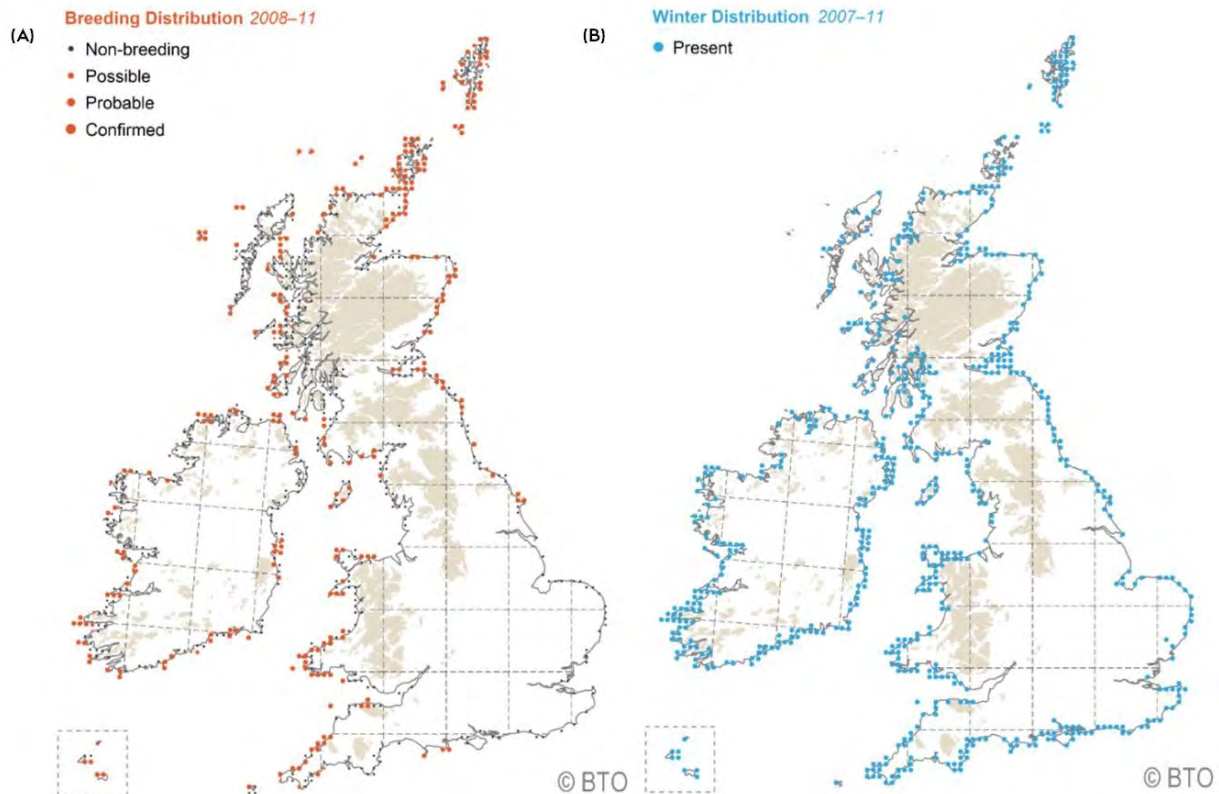 (A)
Breeding Distribution 2008–11
Non-breeding
Possible
Probable
Confirmed
© BTO
(B)
Winter Distribution 2007–11
Present
© BTO